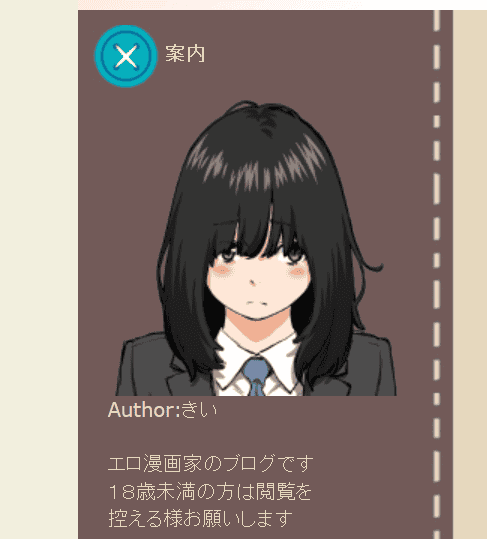 案内
Author:きい
エロ漫画家のブログです
１８歳未満の方は閲覧を
控える様お願いします